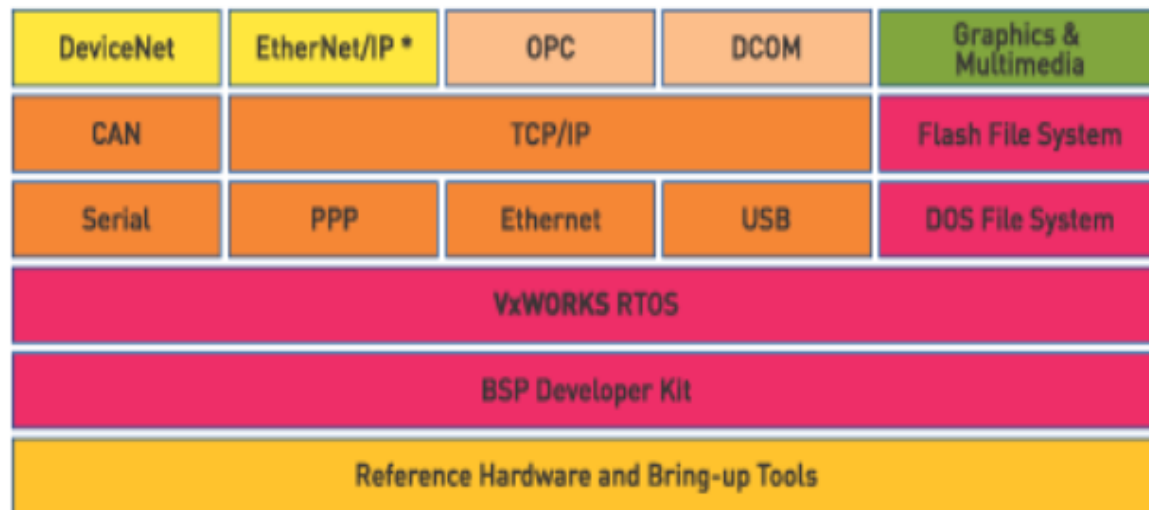 DeviceNet
EtherNet/IP *
OPC
DCOM
Graphics &
Multimedia
CAN
TCP/IP
Flash File System
Serial
PPP
Ethernet
USB
DOS File System
VxWORKS RTOS
BSP Developer Kit
Reference Hardware and Bring-up Tools